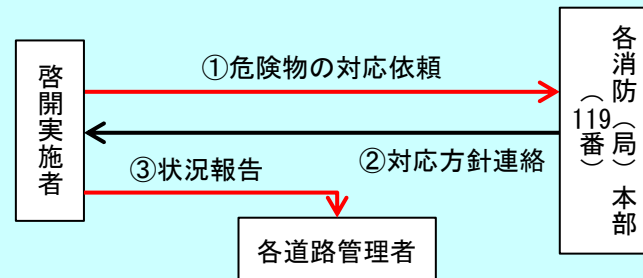 ①危険物の対応依頼
啓開実施者
各消防（局）本部
（119番）
②対応方針連絡
③状況報告
各道路管理者